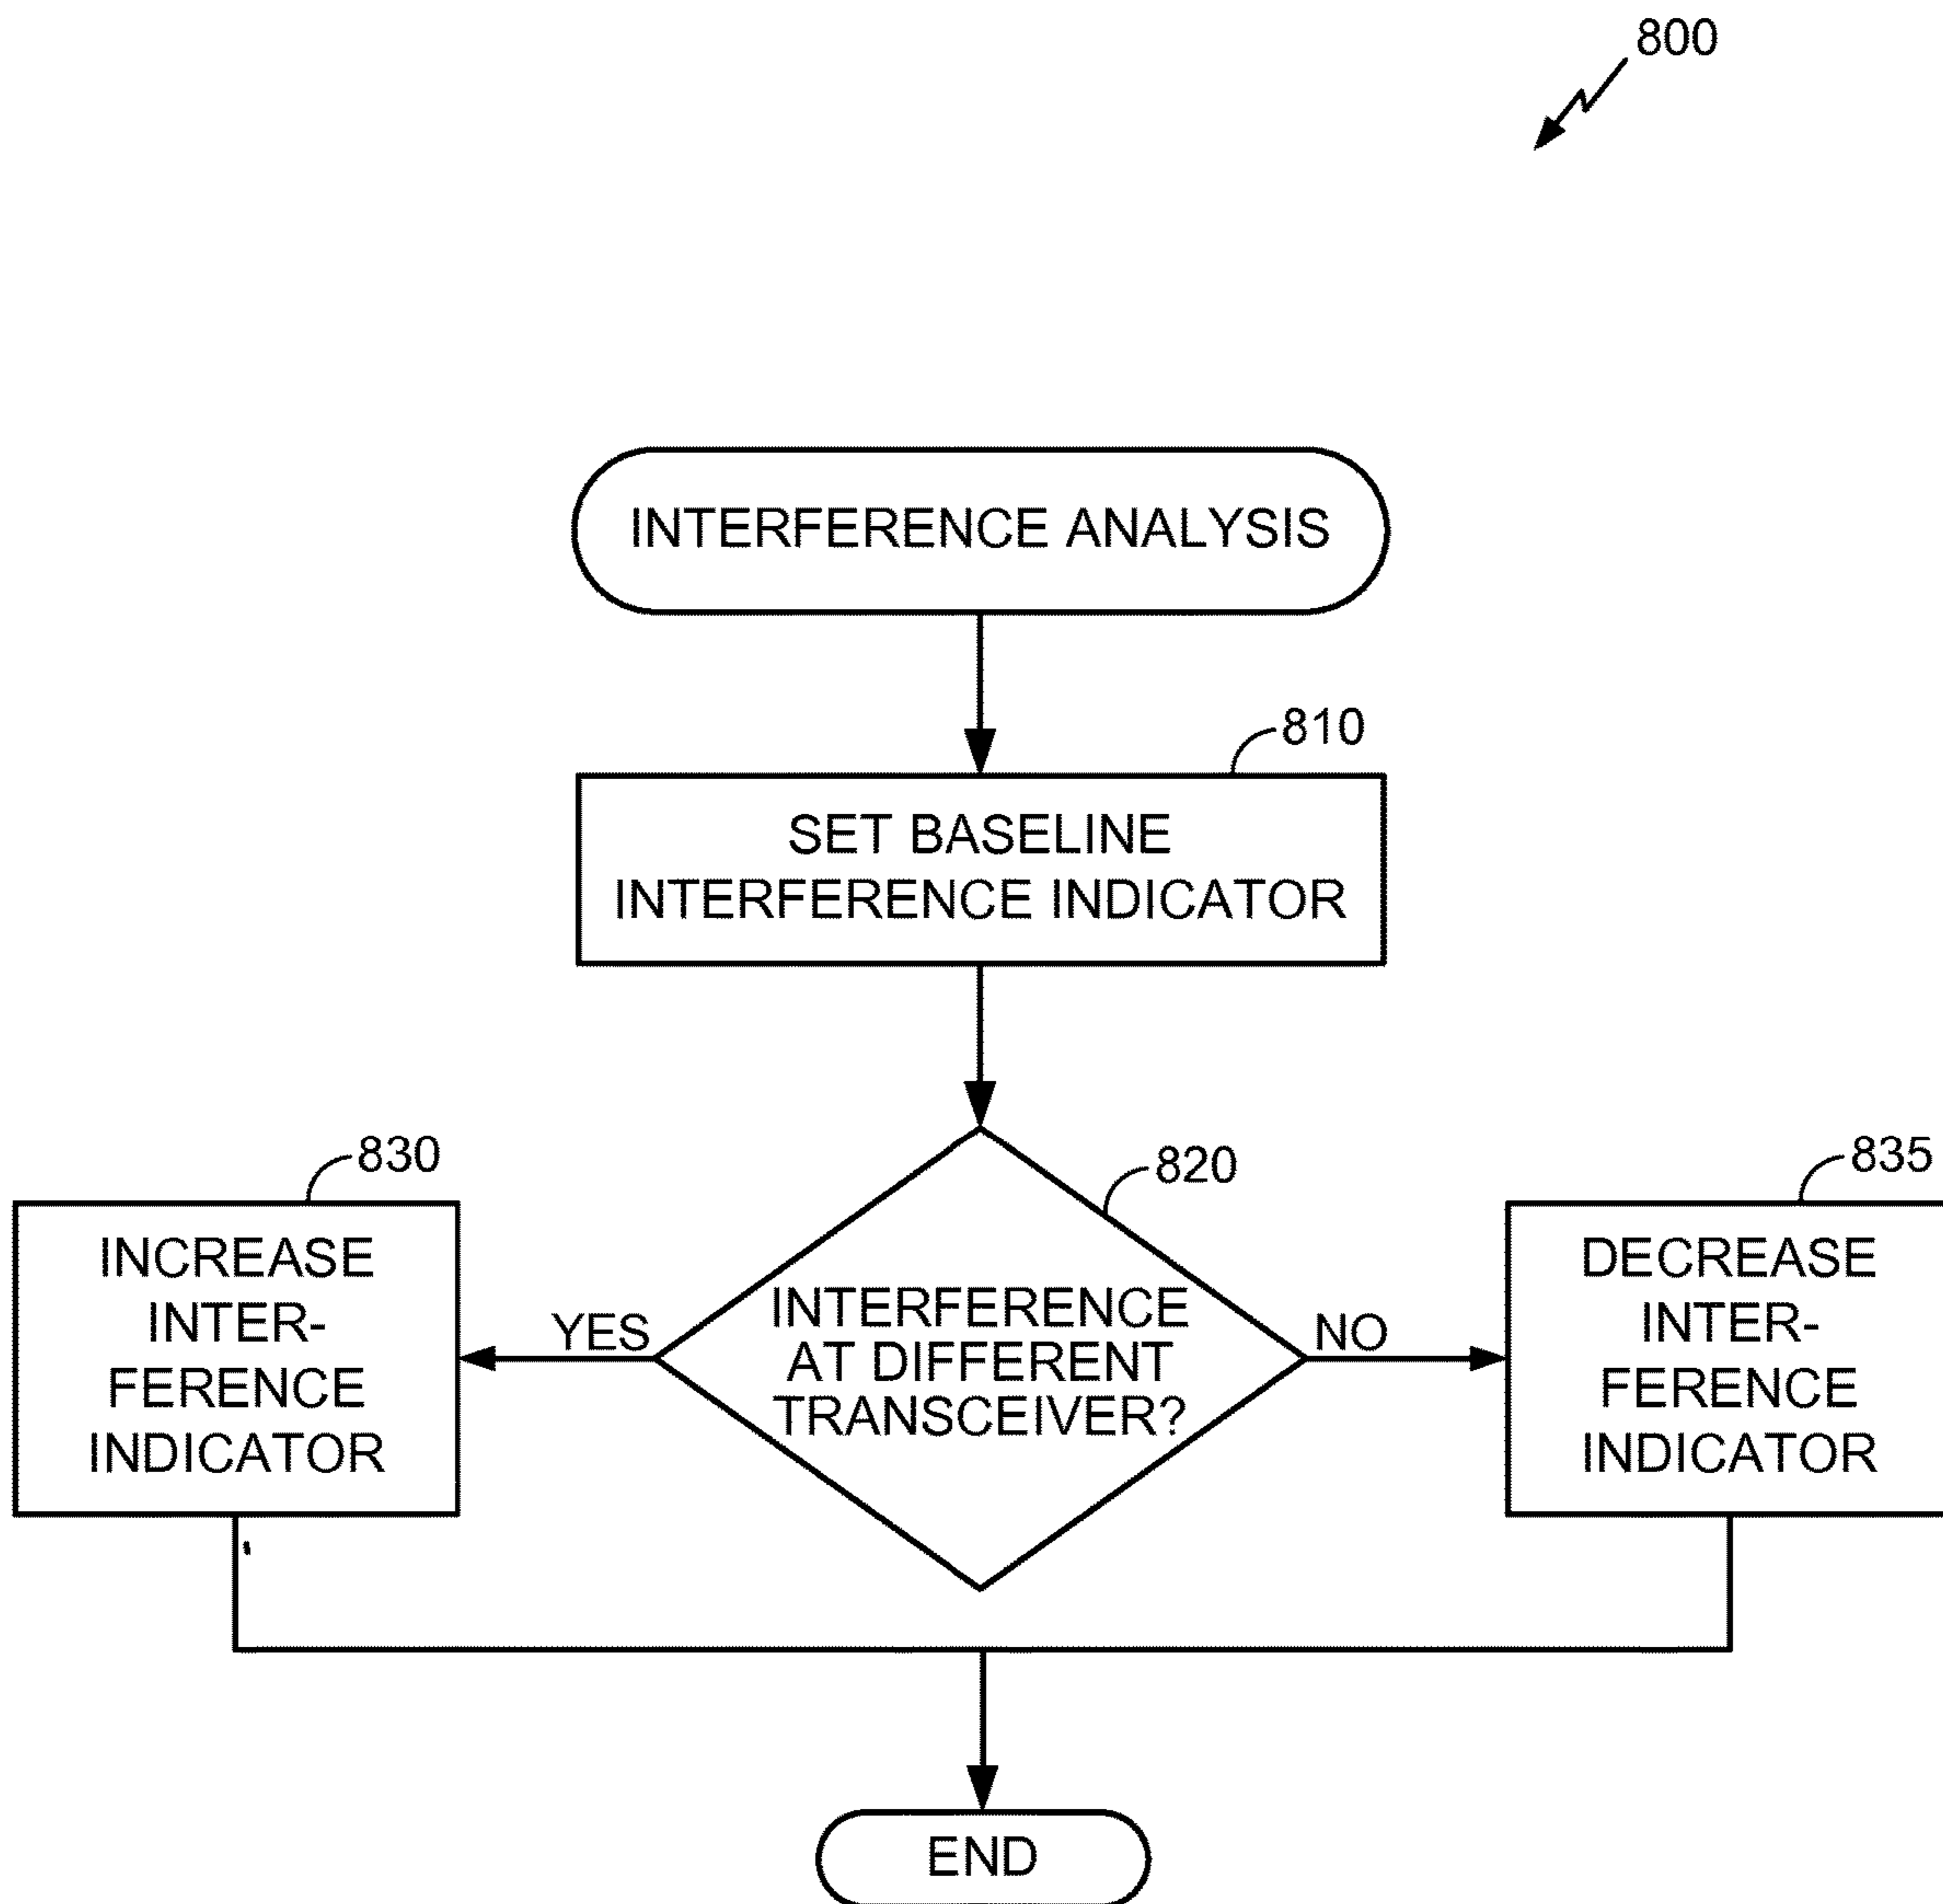 800
INTERFERENCE ANALYSIS
810
SET BASELINE
INTERFERENCE INDICATOR
830
INCREASE
INTER-
FERENCE
INDICATOR
820
INTERFERENCE
AT DIFFERENT
TRANSCEIVER?
YES
NO
835
DECREASE
INTER-
FERENCE
INDICATOR
END